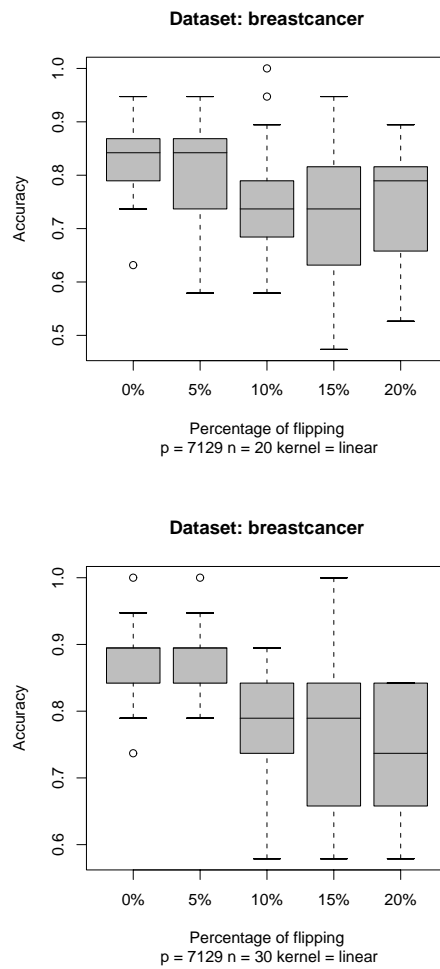 Dataset: breastcancer
1.0
0.9
0.8
0.7
0.6
0.5
Accuracy
0% 5% 10% 15% 20%
Percentage of flipping
p = 7129 n = 20 kernel = linear
Dataset: breastcancer
1.0
0.9
0.8
0.7
0.6
Accuracy
0% 5% 10% 15% 20%
Percentage of flipping
p = 7129 n = 30 kernel = linear